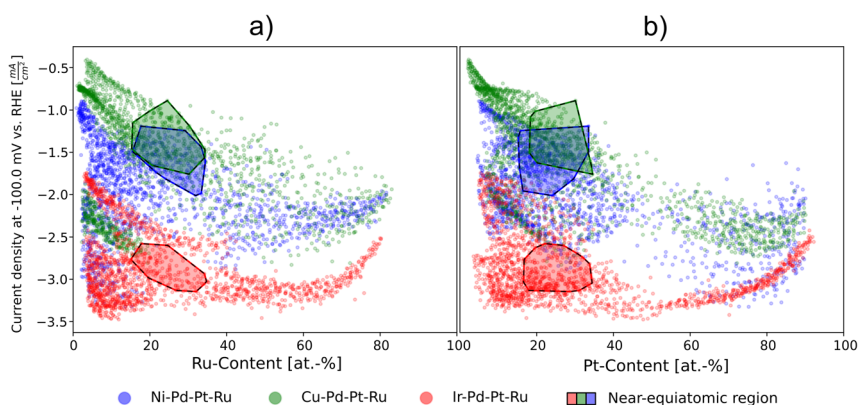 a)
b)
Current density at -100.0 mV vs. RHE [mA/cm²]
−0.5
−1.0
−1.5
−2.0
−2.5
−3.0
−3.5
0
20
40
60
80
100
20
40
60
80
100
Ru-Content [at.-%]
Pt-Content [at.-%]
Ni-Pd-Pt-Ru
Cu-Pd-Pt-Ru
Ir-Pd-Pt-Ru
Near-equiatomic region